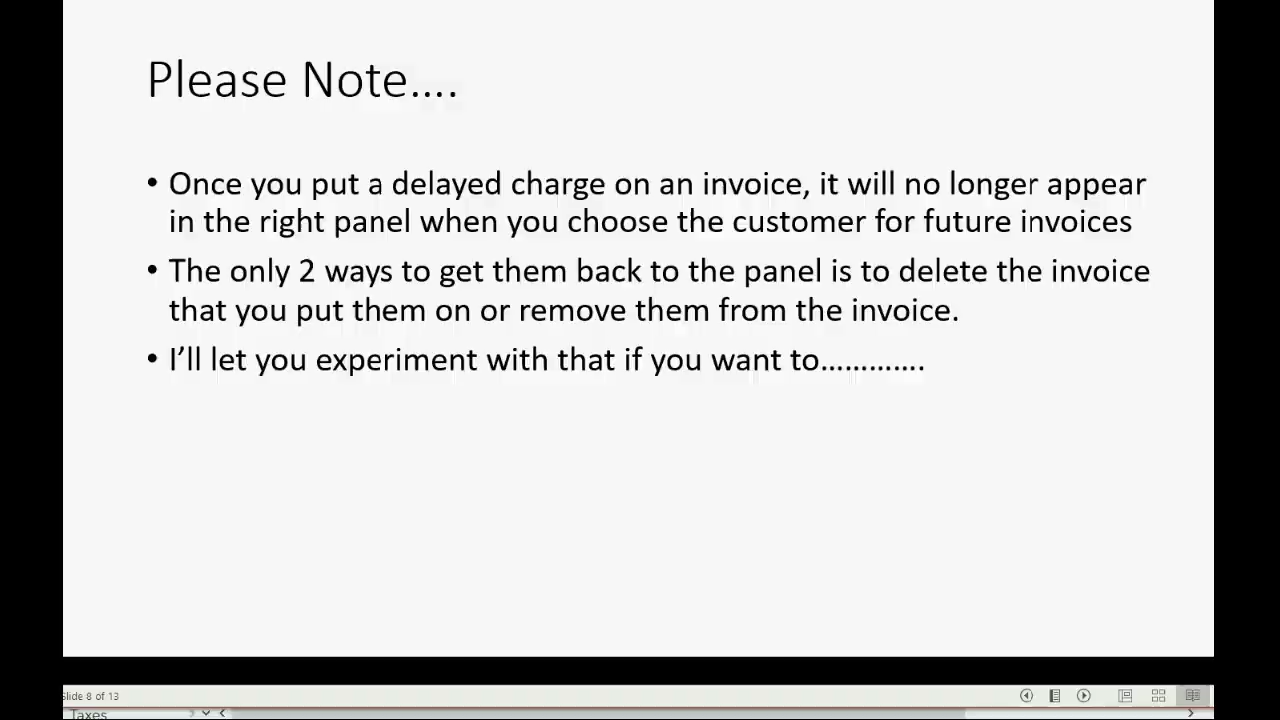 Please Note....
• Once you put a delayed charge on an invoice, it will no longer appear
in the right panel when you choose the customer for future invoices
• The only 2 ways to get them back to the panel is to delete the invoice
that you put them on or remove them from the invoice.
• I’ll let you experiment with that if you want to………….
Slide 8 of 13
Taxes